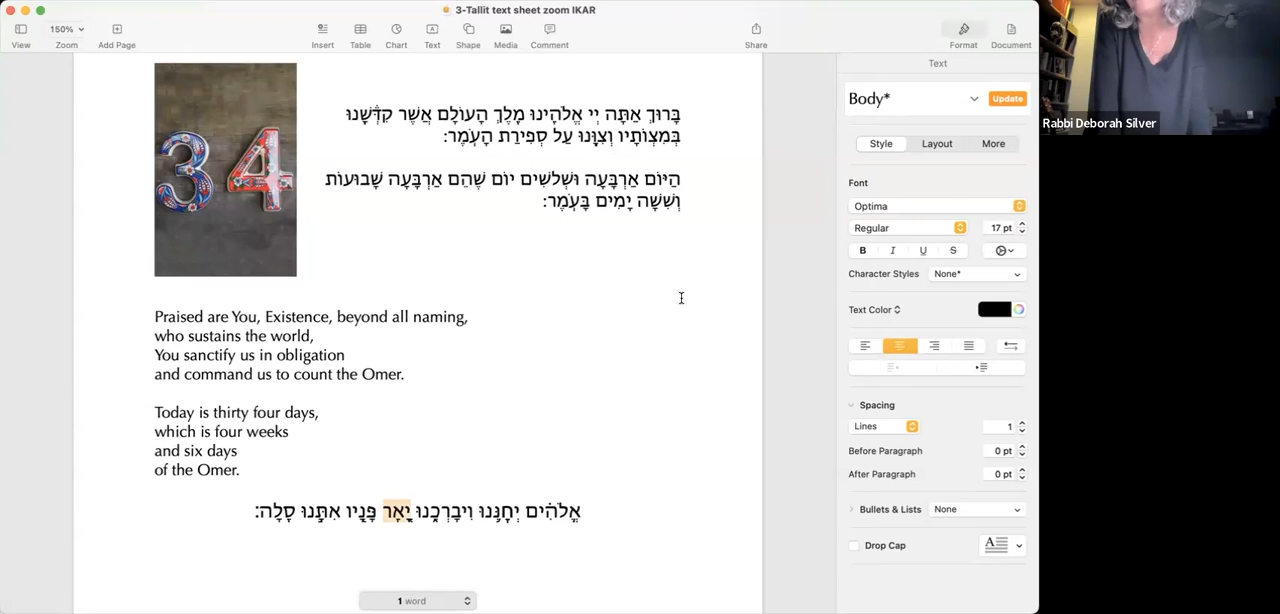 3-Tallit text sheet zoom IKAR
150%
View
Zoom
Add Page
Insert
Table
Chart
Text
Shape
Media
Comment
Share
Format
Document
34
בָּרוּךְ אַתָּה יְיָ אֱלֹהֵֽינוּ מֶֽלֶךְ הָעוֹלָם אֲשֶׁר קִדְּשָֽׁנוּ
בְּמִצְוֹתָיו וְצִוָּֽנוּ עַל סְפִירַת הָעֹֽמֶר:
הַיּוֹם אַרְבָּעָה וּשְׁלֹשִׁים יוֹם שֶׁהֵם אַרְבָּעָה שָׁבוּעוֹת
וְשִׁשָּׁה יָמִים בָּעֹֽמֶר:
Praised are You, Existence, beyond all naming,
who sustains the world,
You sanctify us in obligation
and command us to count the Omer.
Today is thirty four days,
which is four weeks
and six days
of the Omer.
אֱלֹהִים יְחָנֵּנוּ וִיבָרְכֵנוּ יָאֵר פָּנָיו אִתָּנוּ סֶלָה׃
1 word
Text
Body*
Update
Style
Layout
More
Font
Optima
Regular
17 pt
B I U S
Character Styles
None*
Text Color
Spacing
Lines
1
Before Paragraph
0 pt
After Paragraph
0 pt
Bullets & Lists
None
Drop Cap
A
Rabbi Deborah Silver